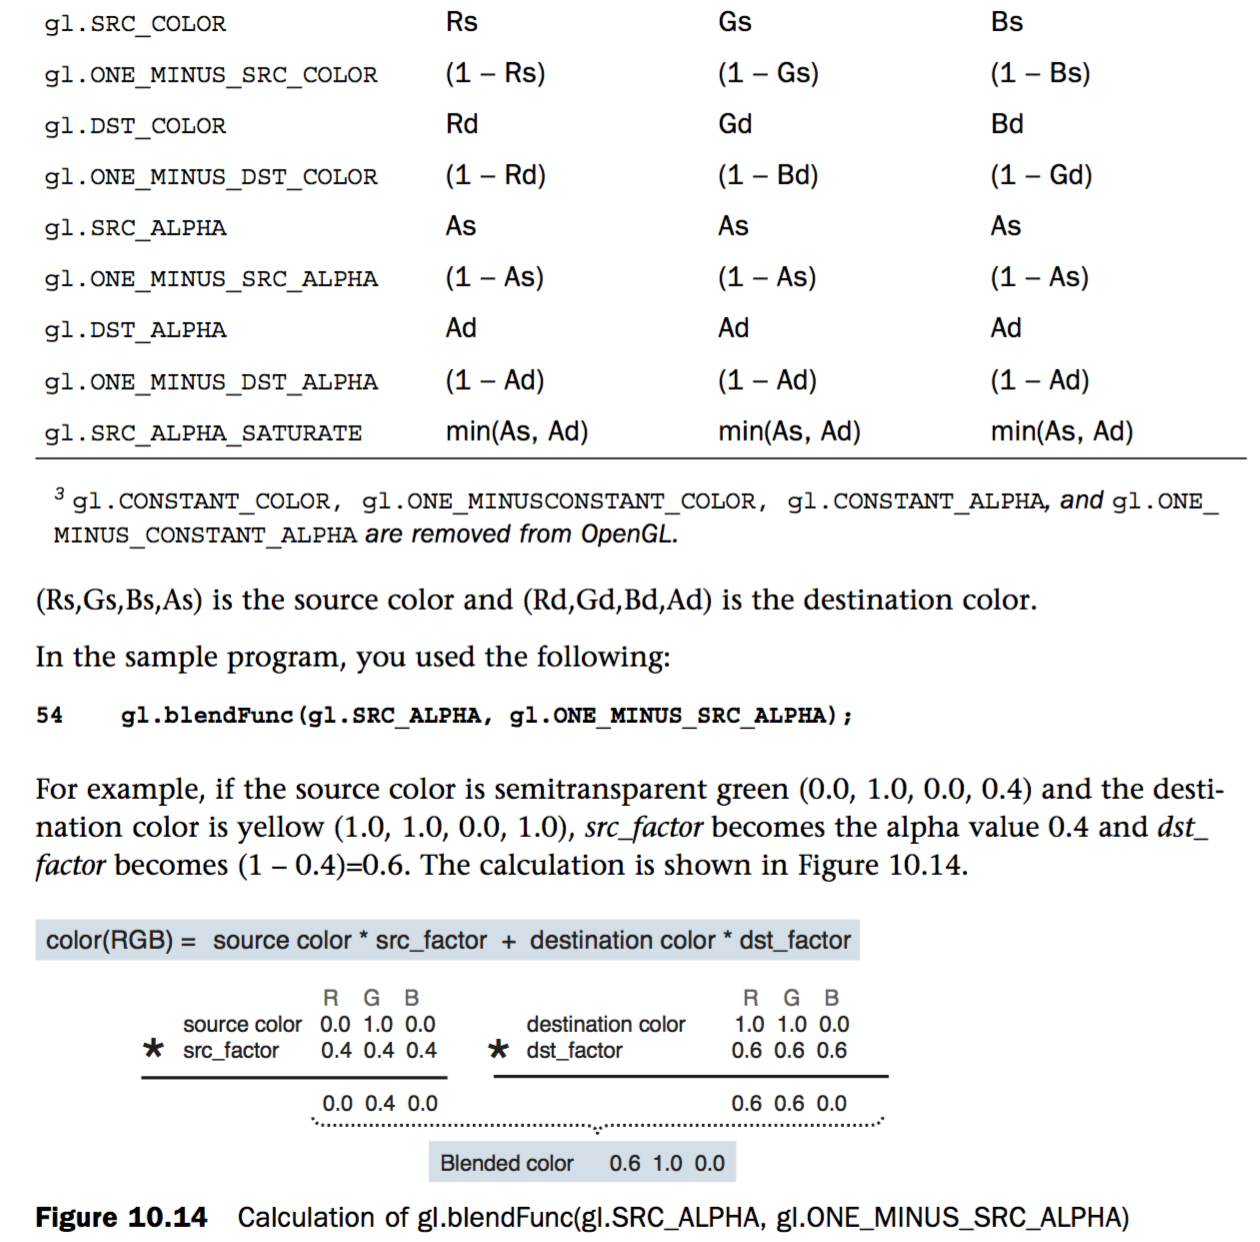 gl.SRC_COLOR Rs Gs Bs
gl.ONE_MINUS_SRC_COLOR (1 – Rs) (1 – Gs) (1 – Bs)
gl.DST_COLOR Rd Gd Bd
gl.ONE_MINUS_DST_COLOR (1 – Rd) (1 – Bd) (1 – Gd)
gl.SRC_ALPHA As As As
gl.ONE_MINUS_SRC_ALPHA (1 – As) (1 – As) (1 – As)
gl.DST_ALPHA Ad Ad Ad
gl.ONE_MINUS_DST_ALPHA (1 – Ad) (1 – Ad) (1 – Ad)
gl.SRC_ALPHA_SATURATE min(As, Ad) min(As, Ad) min(As, Ad)
3 gl.CONSTANT_COLOR, gl.ONE_MINUSCONSTANT_COLOR, gl.CONSTANT_ALPHA, and gl.ONE_
MINUS_CONSTANT_ALPHA are removed from OpenGL.
(Rs,Gs,Bs,As) is the source color and (Rd,Gd,Bd,Ad) is the destination color.
In the sample program, you used the following:
54 gl.blendFunc(gl.SRC_ALPHA, gl.ONE_MINUS_SRC_ALPHA);
For example, if the source color is semitransparent green (0.0, 1.0, 0.0, 0.4) and the desti-
nation color is yellow (1.0, 1.0, 0.0, 1.0), src_factor becomes the alpha value 0.4 and dst_
factor becomes (1 – 0.4)=0.6. The calculation is shown in Figure 10.14.
color(RGB) = source color * src_factor + destination color * dst_factor
R G B R G B
source color 0.0 1.0 0.0 destination color 1.0 1.0 0.0
* src_factor 0.4 0.4 0.4 * dst_factor 0.6 0.6 0.6
0.0 0.4 0.0 0.6 0.6 0.0
Blended color 0.6 1.0 0.0
Figure 10.14 Calculation of gl.blendFunc(gl.SRC_ALPHA, gl.ONE_MINUS_SRC_ALPHA)